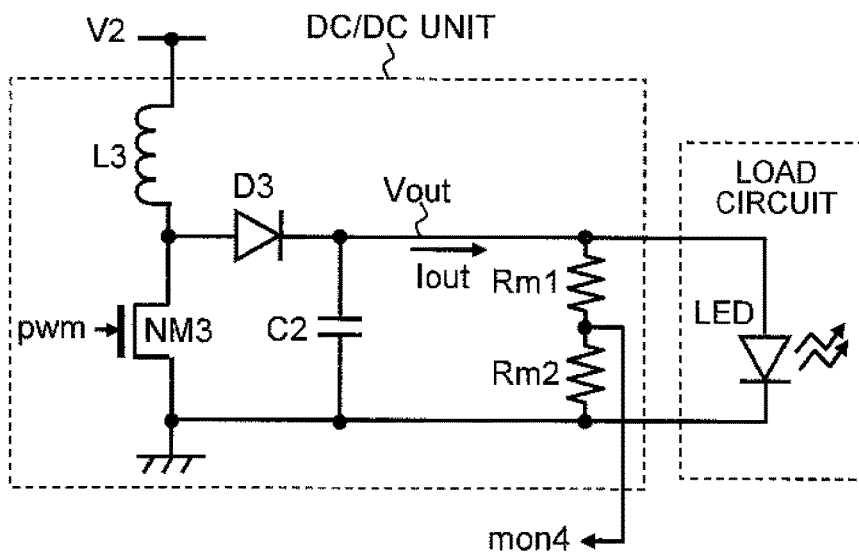 V2
DC/DC UNIT
L3
D3
Vout
LOAD
CIRCUIT
Iout
Rm1
pwm
NM3
C2
LED
Rm2
mon4